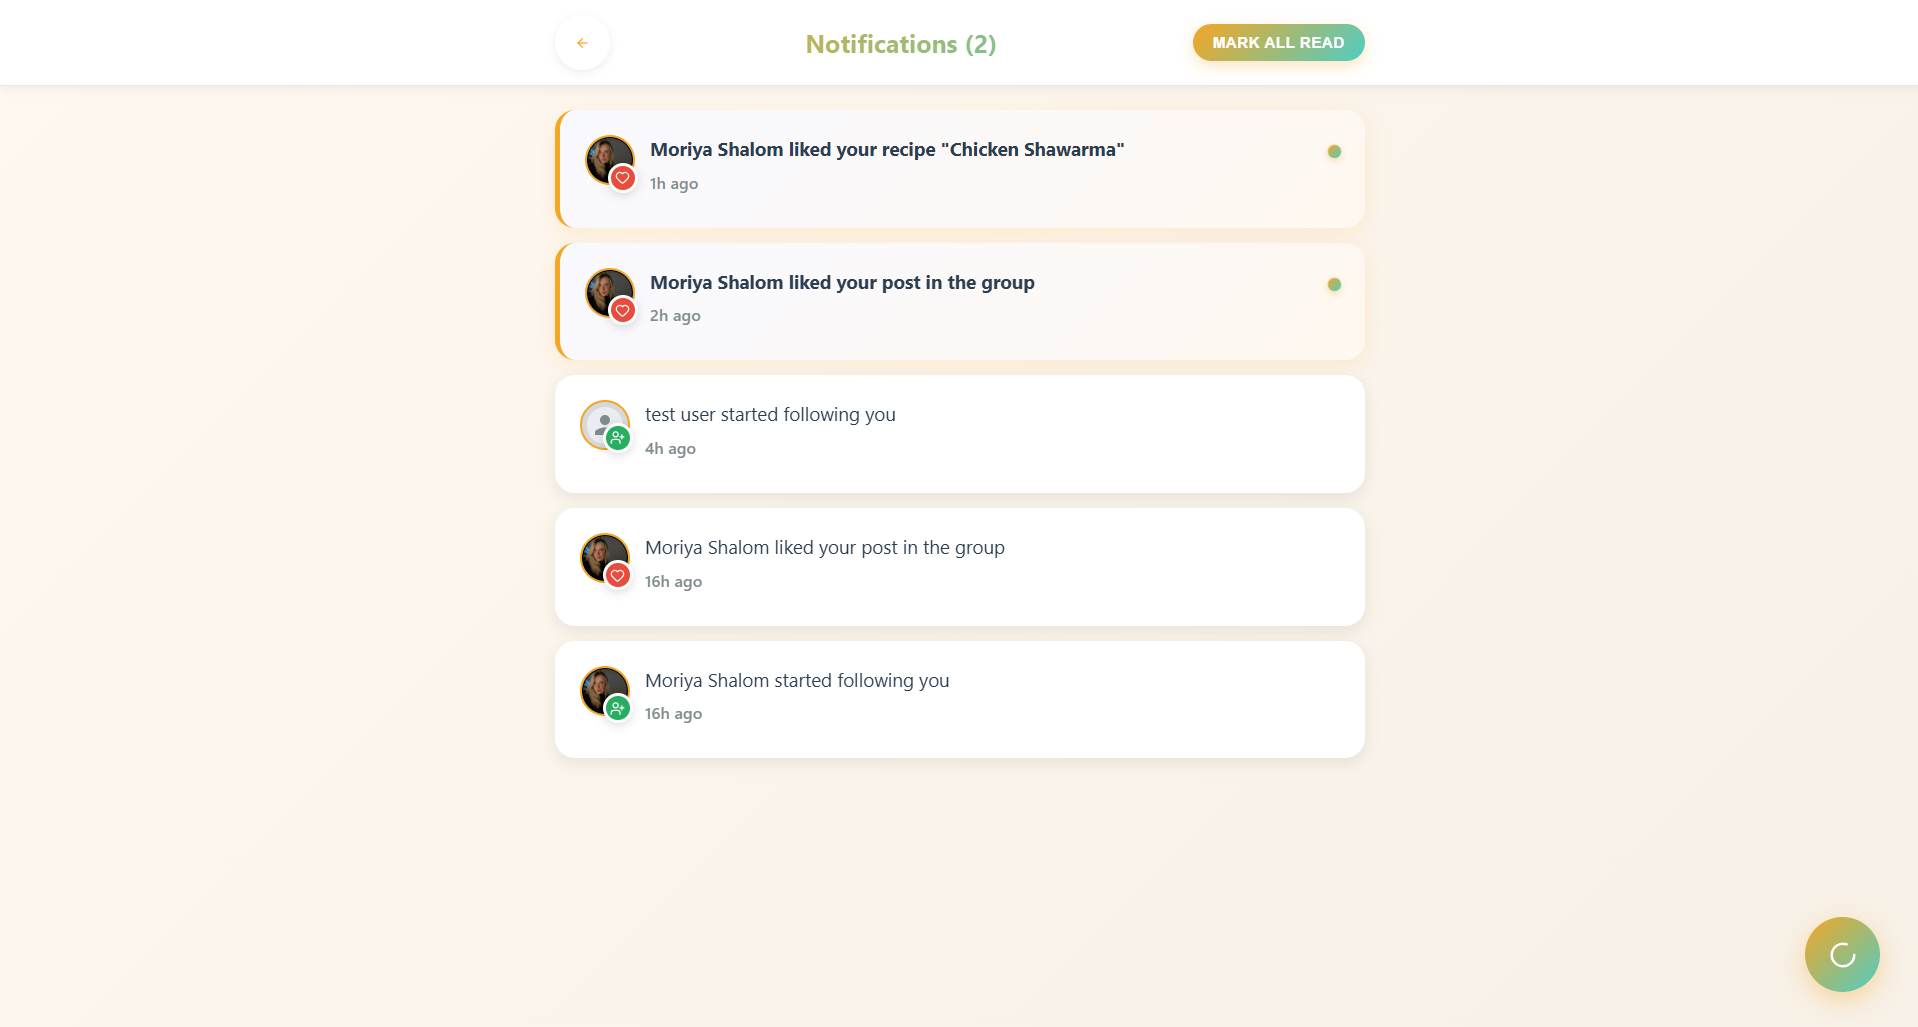 Notifications (2)
MARK ALL READ
Moriya Shalom liked your recipe "Chicken Shawarma"
1h ago
Moriya Shalom liked your post in the group
2h ago
test user started following you
4h ago
Moriya Shalom liked your post in the group
16h ago
Moriya Shalom started following you
16h ago